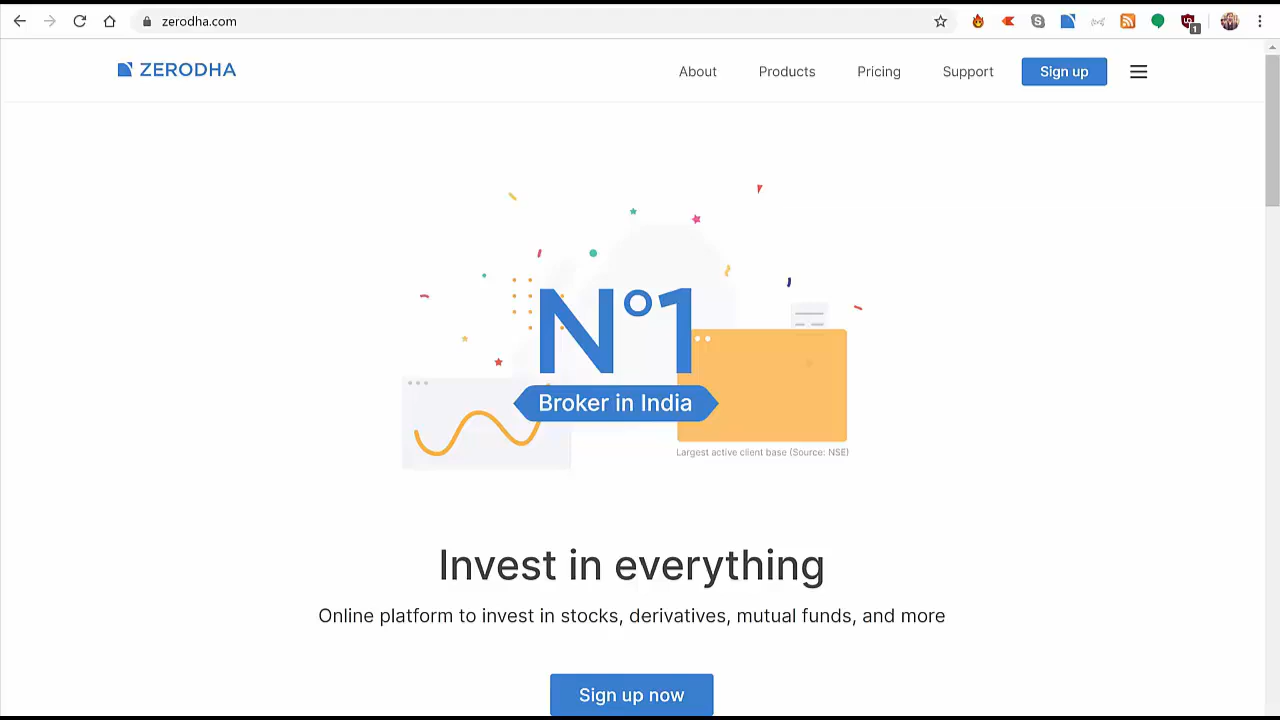 zerodha.com
1
ZERODHA
About Products Pricing Support Sign up
N°1
Broker in India
Largest active client base (Source: NSE)
Invest in everything
Online platform to invest in stocks, derivatives, mutual funds, and more
Sign up now